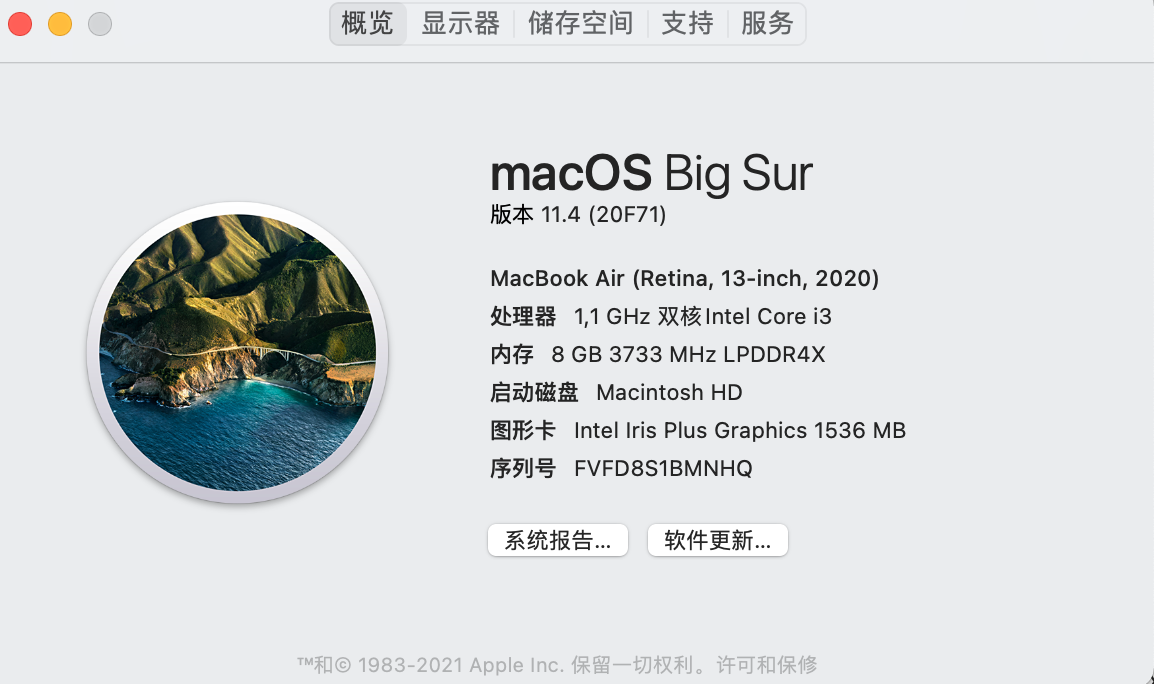 概览 显示器 储存空间 支持 服务
macOS Big Sur
版本 11.4 (20F71)
MacBook Air (Retina, 13-inch, 2020)
处理器 1,1 GHz 双核Intel Core i3
内存 8 GB 3733 MHz LPDDR4X
启动磁盘 Macintosh HD
图形卡 Intel Iris Plus Graphics 1536 MB
序列号 FVFD8S1BMNHQ
系统报告... 软件更新...
™和© 1983-2021 Apple Inc. 保留一切权利。许可和保修